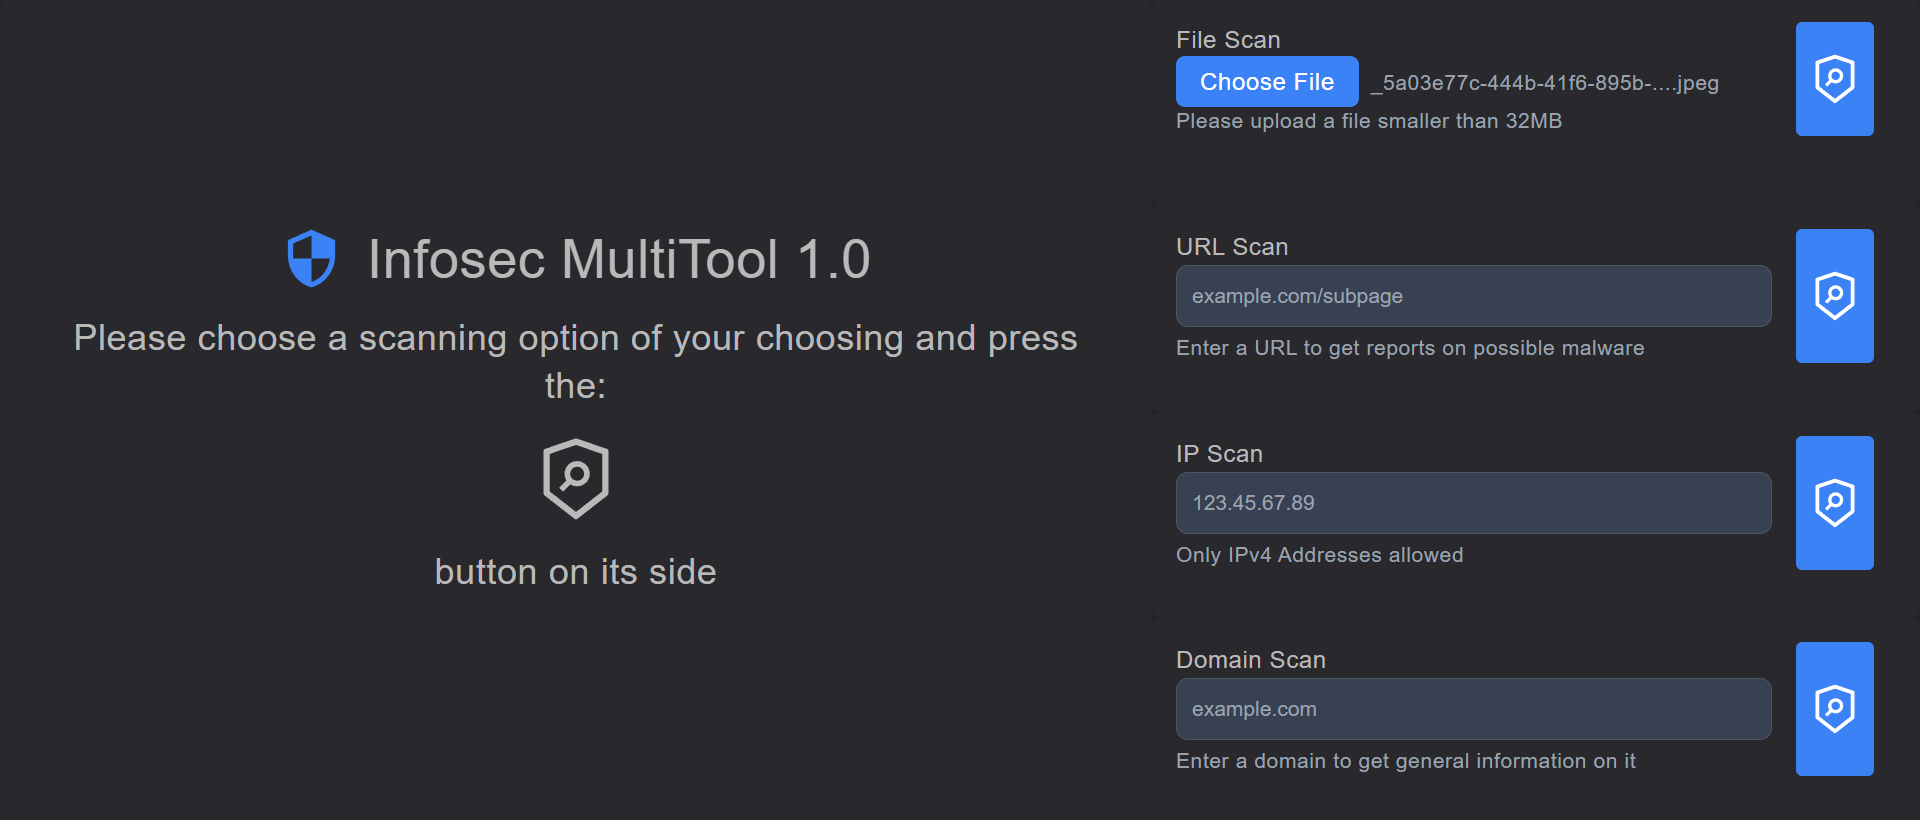 Infosec MultiTool 1.0
Please choose a scanning option of your choosing and press
the:
button on its side
File Scan
Choose File _5a03e77c-444b-41f6-895b-....jpeg
Please upload a file smaller than 32MB
URL Scan
example.com/subpage
Enter a URL to get reports on possible malware
IP Scan
123.45.67.89
Only IPv4 Addresses allowed
Domain Scan
example.com
Enter a domain to get general information on it